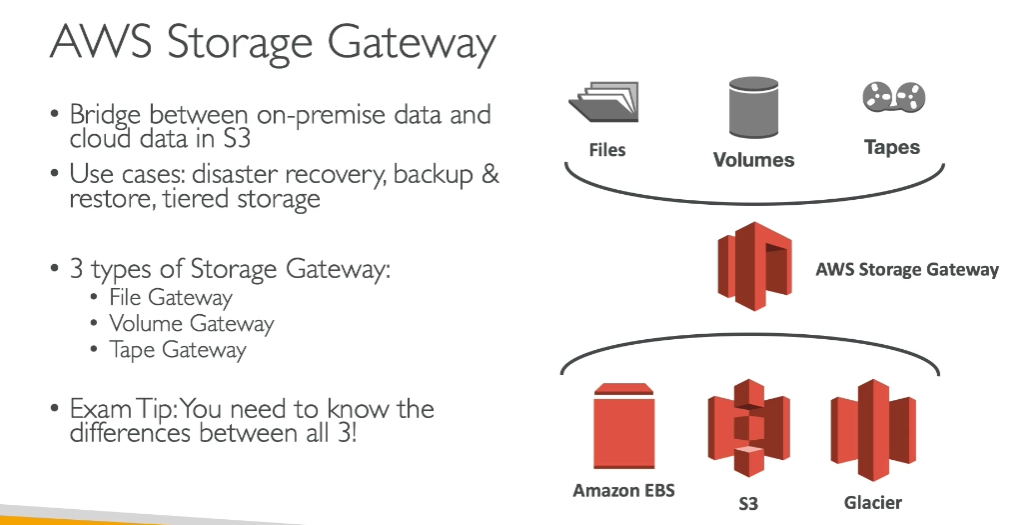 AWS Storage Gateway
• Bridge between on-premise data and
cloud data in S3
• Use cases: disaster recovery, backup &
restore, tiered storage
• 3 types of Storage Gateway:
• File Gateway
• Volume Gateway
• Tape Gateway
• Exam Tip: You need to know the
differences between all 3!
Files
Volumes
Tapes
AWS Storage Gateway
Amazon EBS
S3
Glacier